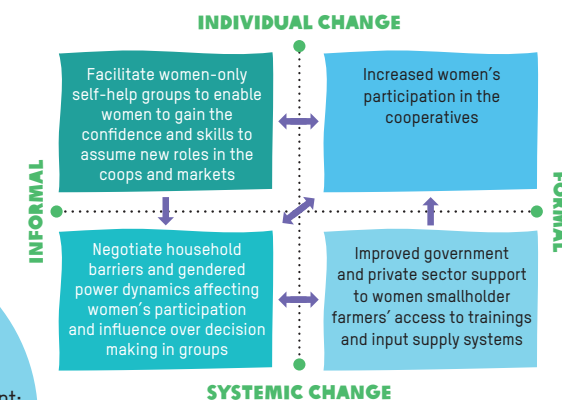 INDIVIDUAL CHANGE
Facilitate women-only
self-help groups to enable
women to gain the
confidence and skills to
assume new roles in the
coops and markets
Increased women's
participation in the
cooperatives
INFORMAL
FORMAL
Negotiate household
barriers and gendered
power dynamics affecting
women's participation
and influence over decision
making in groups
Improved government
and private sector support
to women smallholder
farmers' access to trainings
and input supply systems
SYSTEMIC CHANGE